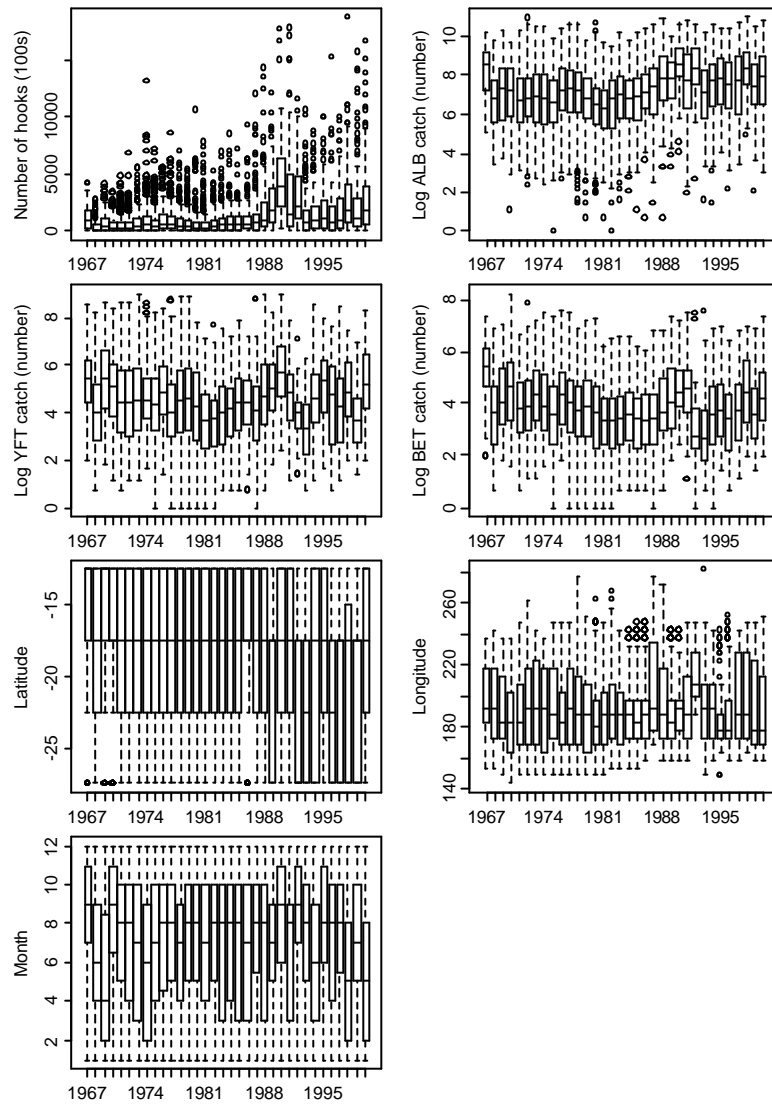 Number of hooks (100s)
0 5000 10000
1967 1974 1981 1988 1995
Log ALB catch (number)
0 2 4 6 8 10
1967 1974 1981 1988 1995
Log YFT catch (number)
0 2 4 6 8
1967 1974 1981 1988 1995
Log BET catch (number)
0 2 4 6 8
1967 1974 1981 1988 1995
Latitude
-25 -20 -15
1967 1974 1981 1988 1995
Longitude
140 180 220 260
1967 1974 1981 1988 1995
Month
2 4 6 8 10 12
1967 1974 1981 1988 1995